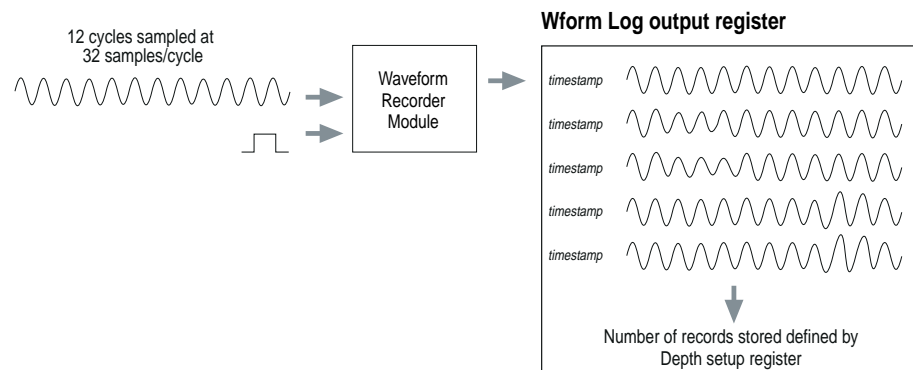 Wform Log output register
12 cycles sampled at
32 samples/cycle
Waveform
Recorder
Module
timestamp
timestamp
timestamp
timestamp
timestamp
Number of records stored defined by
Depth setup register